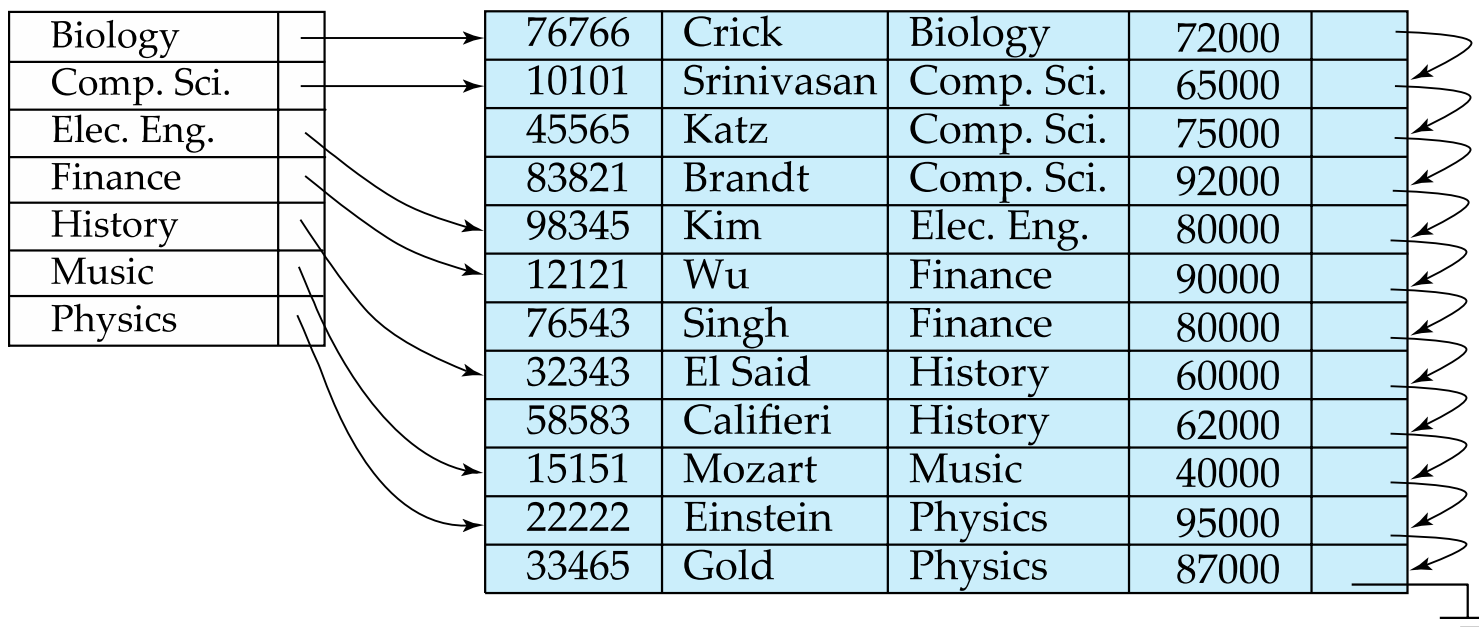 Biology
Comp. Sci.
Elec. Eng.
Finance
History
Music
Physics
76766 Crick Biology 72000
10101 Srinivasan Comp. Sci. 65000
45565 Katz Comp. Sci. 75000
83821 Brandt Comp. Sci. 92000
98345 Kim Elec. Eng. 80000
12121 Wu Finance 90000
76543 Singh Finance 80000
32343 El Said History 60000
58583 Califieri History 62000
15151 Mozart Music 40000
22222 Einstein Physics 95000
33465 Gold Physics 87000